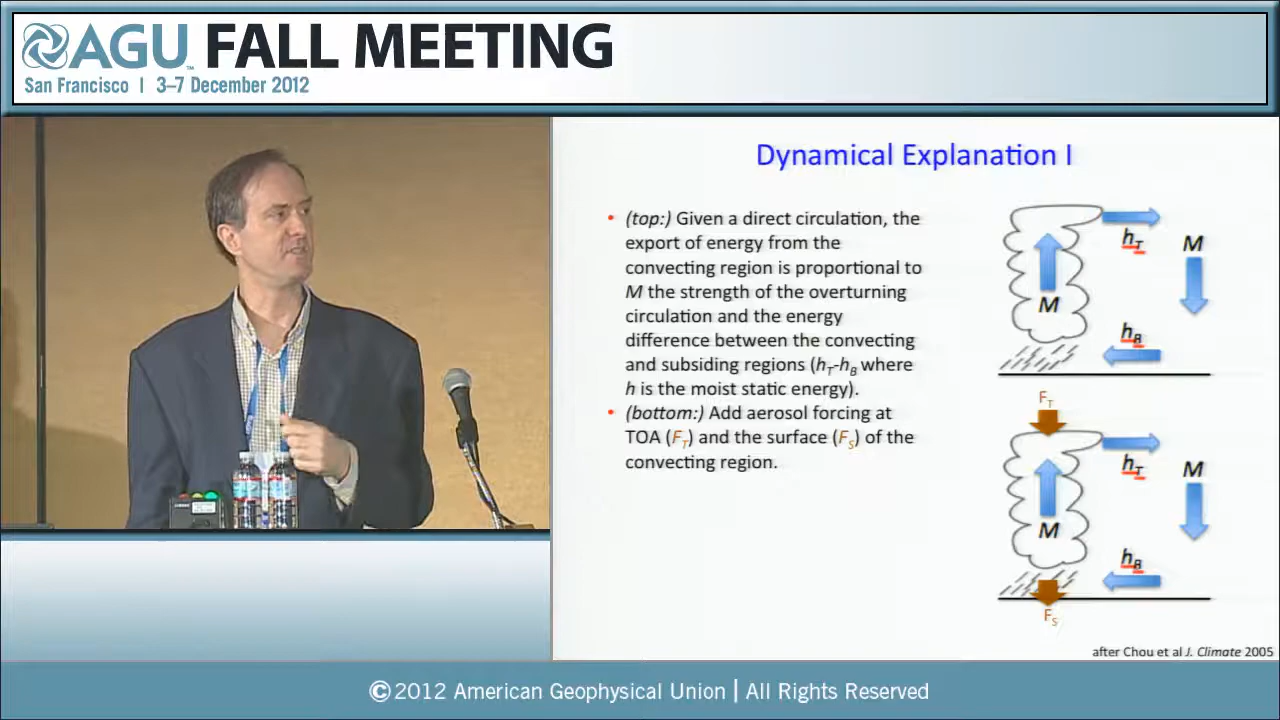 AGU FALL MEETING
San Francisco | 3–7 December 2012
Dynamical Explanation I
• (top:) Given a direct circulation, the
export of energy from the
convecting region is proportional to
M the strength of the overturning
circulation and the energy
difference between the convecting
and subsiding regions (hT-hB where
h is the moist static energy).
• (bottom:) Add aerosol forcing at
TOA (FT) and the surface (FS) of the
convecting region.
hT
M
M
hB
FT
hT
M
M
hB
FS
after Chou et al J. Climate 2005
©2012 American Geophysical Union | All Rights Reserved